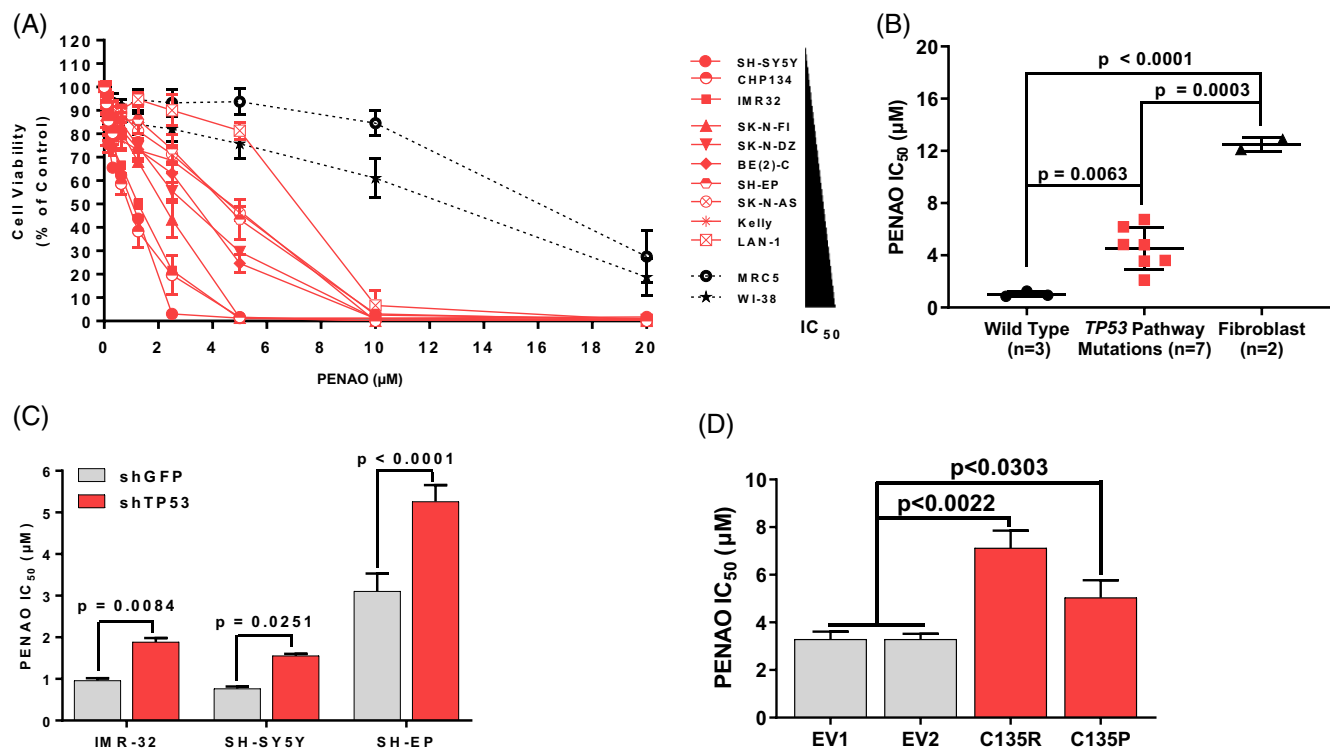 (A)
Cell Viability
(% of Control)
120
110
100
90
80
70
60
50
40
30
20
10
0
0
2
4
6
8
10
12
14
16
18
20
PENAO (µM)
SH-SY5Y
CHP134
IMR32
SK-N-FI
SK-N-DZ
BE(2)-C
SH-EP
SK-N-AS
Kelly
LAN-1
MRC5
WI-38
IC 50
(B)
PENAO IC50 (µM)
20
16
12
8
4
0
p < 0.0001
p = 0.0003
p = 0.0063
Wild Type
(n=3)
TP53 Pathway
Mutations (n=7)
Fibroblast
(n=2)
(C)
PENAO IC50 (µM)
6
5
4
3
2
1
0
shGFP
shTP53
p = 0.0084
p = 0.0251
p < 0.0001
IMR-32
SH-SY5Y
SH-EP
(D)
PENAO IC50 (µM)
10
8
6
4
2
0
p<0.0303
p<0.0022
EV1
EV2
C135R
C135P